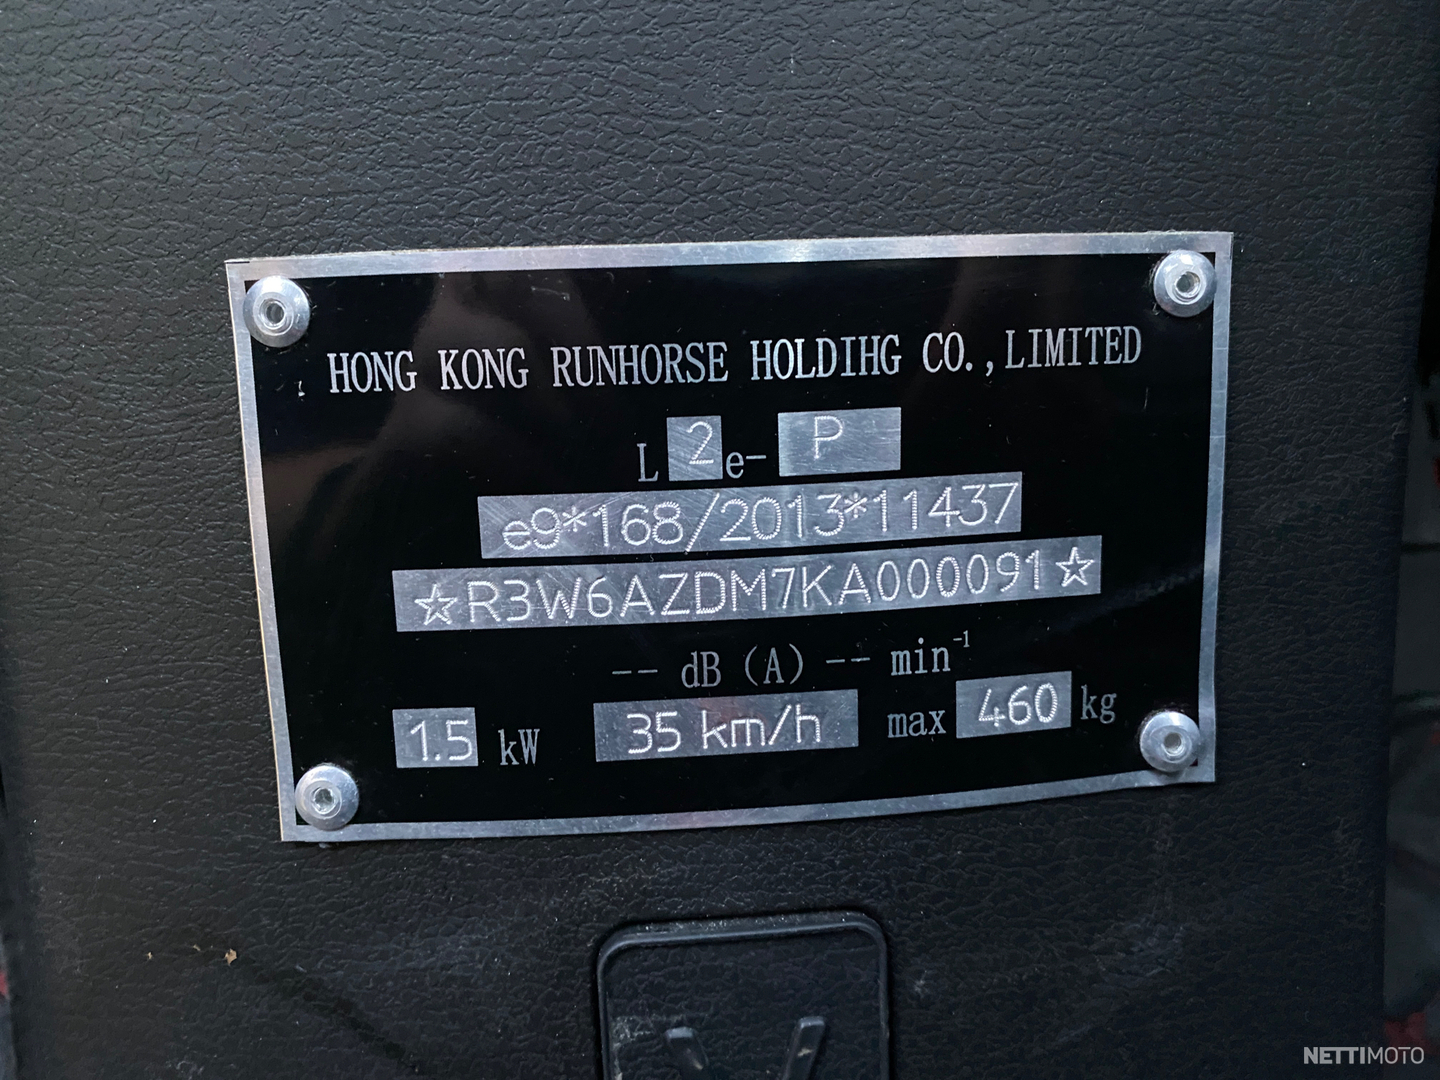 HONG KONG RUNHORSE HOLDIHG CO.,LIMITED
L 2 e- P
e9*168/2013*11437
☆R3W6AZDM7KA000091☆
-- dB (A) -- min⁻¹
1.5 kW 35 km/h max 460 kg
NETTIMOTO